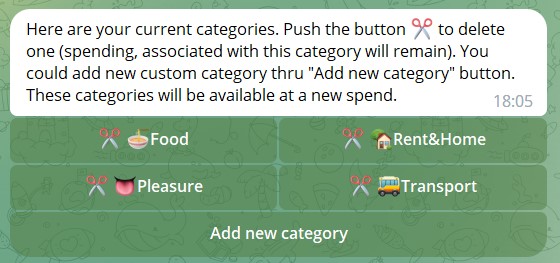 Here are your current categories. Push the button ✂️ to delete
one (spending, associated with this category will remain). You
could add new custom category thru "Add new category" button.
These categories will be available at a new spend.
18:05
✂️ 🍲Food
✂️ 🏡Rent&Home
✂️ 👅Pleasure
✂️ 🚌Transport
Add new category